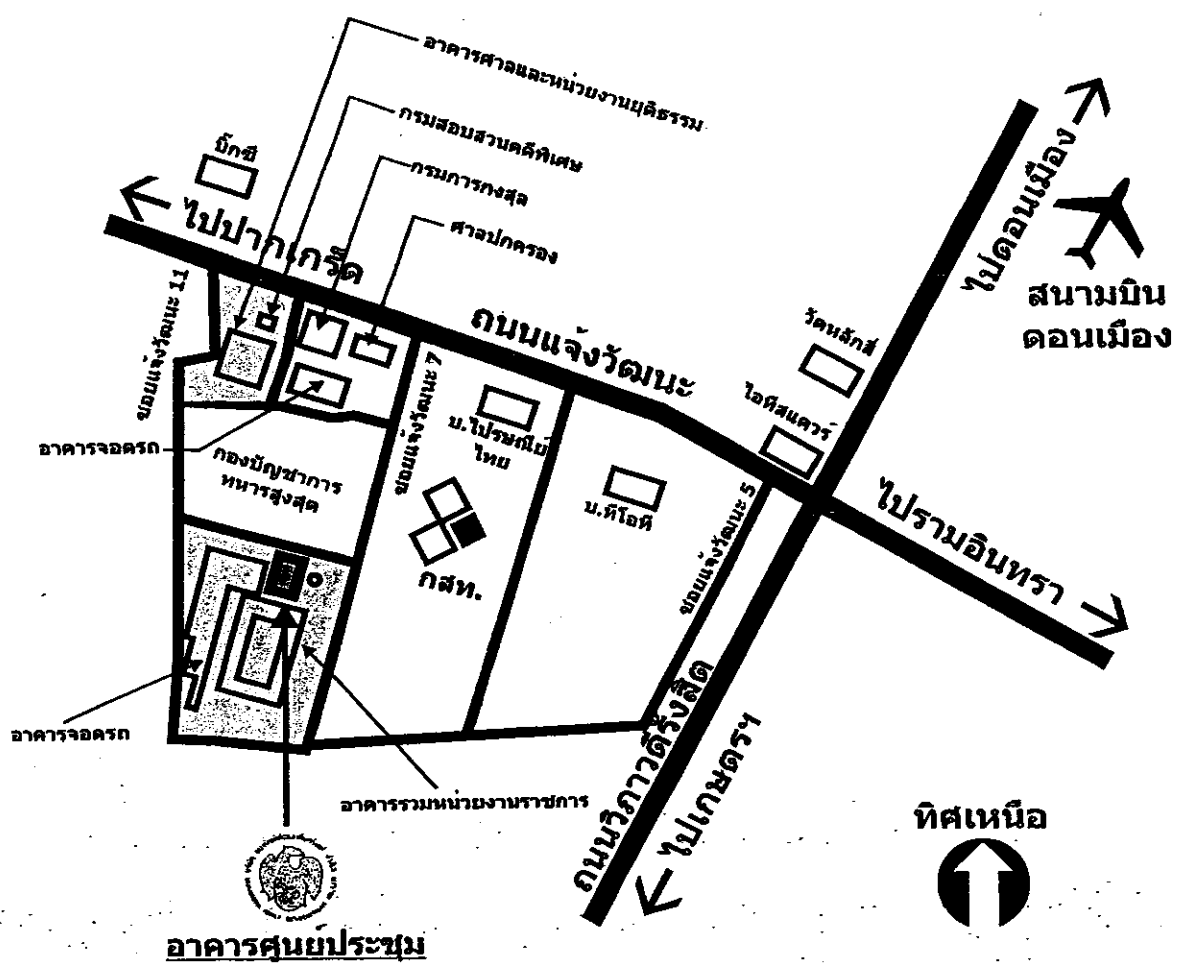 อาคารศาลและหน่วยงานยุติธรรม
กรมสอบสวนคดีพิเศษ
บิ๊กซี
กรมการกงสุล
ศาลปกครอง
ไปปากเกร็ด
ไปดอนเมือง
สนามบิน
ดอนเมือง
ถนนแจ้งวัฒนะ
ซอยแจ้งวัฒนะ 11
วัดหลักสี่
ไอทีสแควร์
ซอยแจ้งวัฒนะ 7
บ.ไปรษณีย์
ไทย
อาคารจอดรถ
กองบัญชาการ
ทหารสูงสุด
บ.ทีโอที
ซอยแจ้งวัฒนะ 5
ไปรามอินทรา
กสท.
อาคารจอดรถ
อาคารรวมหน่วยงานราชการ
ถนนวิภาวดีรังสิต
ไปเกษตรฯ
ทิศเหนือ
อาคารศูนย์ประชุม